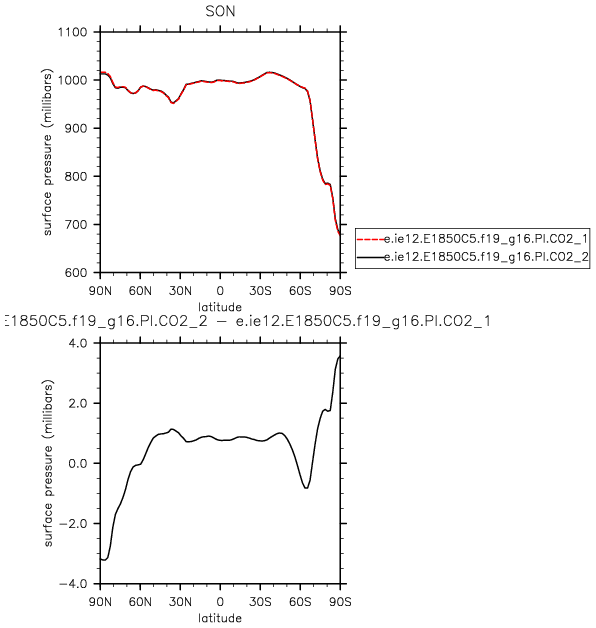 SON
1100
1000
900
800
700
600
surface pressure (millibars)
90N 60N 30N 0 30S 60S 90S
latitude
e.ie12.E1850C5.f19_g16.PI.CO2_1
e.ie12.E1850C5.f19_g16.PI.CO2_2
E1850C5.f19_g16.PI.CO2_2 − e.ie12.E1850C5.f19_g16.PI.CO2_1
4.0
2.0
0.0
−2.0
−4.0
surface pressure (millibars)
90N 60N 30N 0 30S 60S 90S
latitude